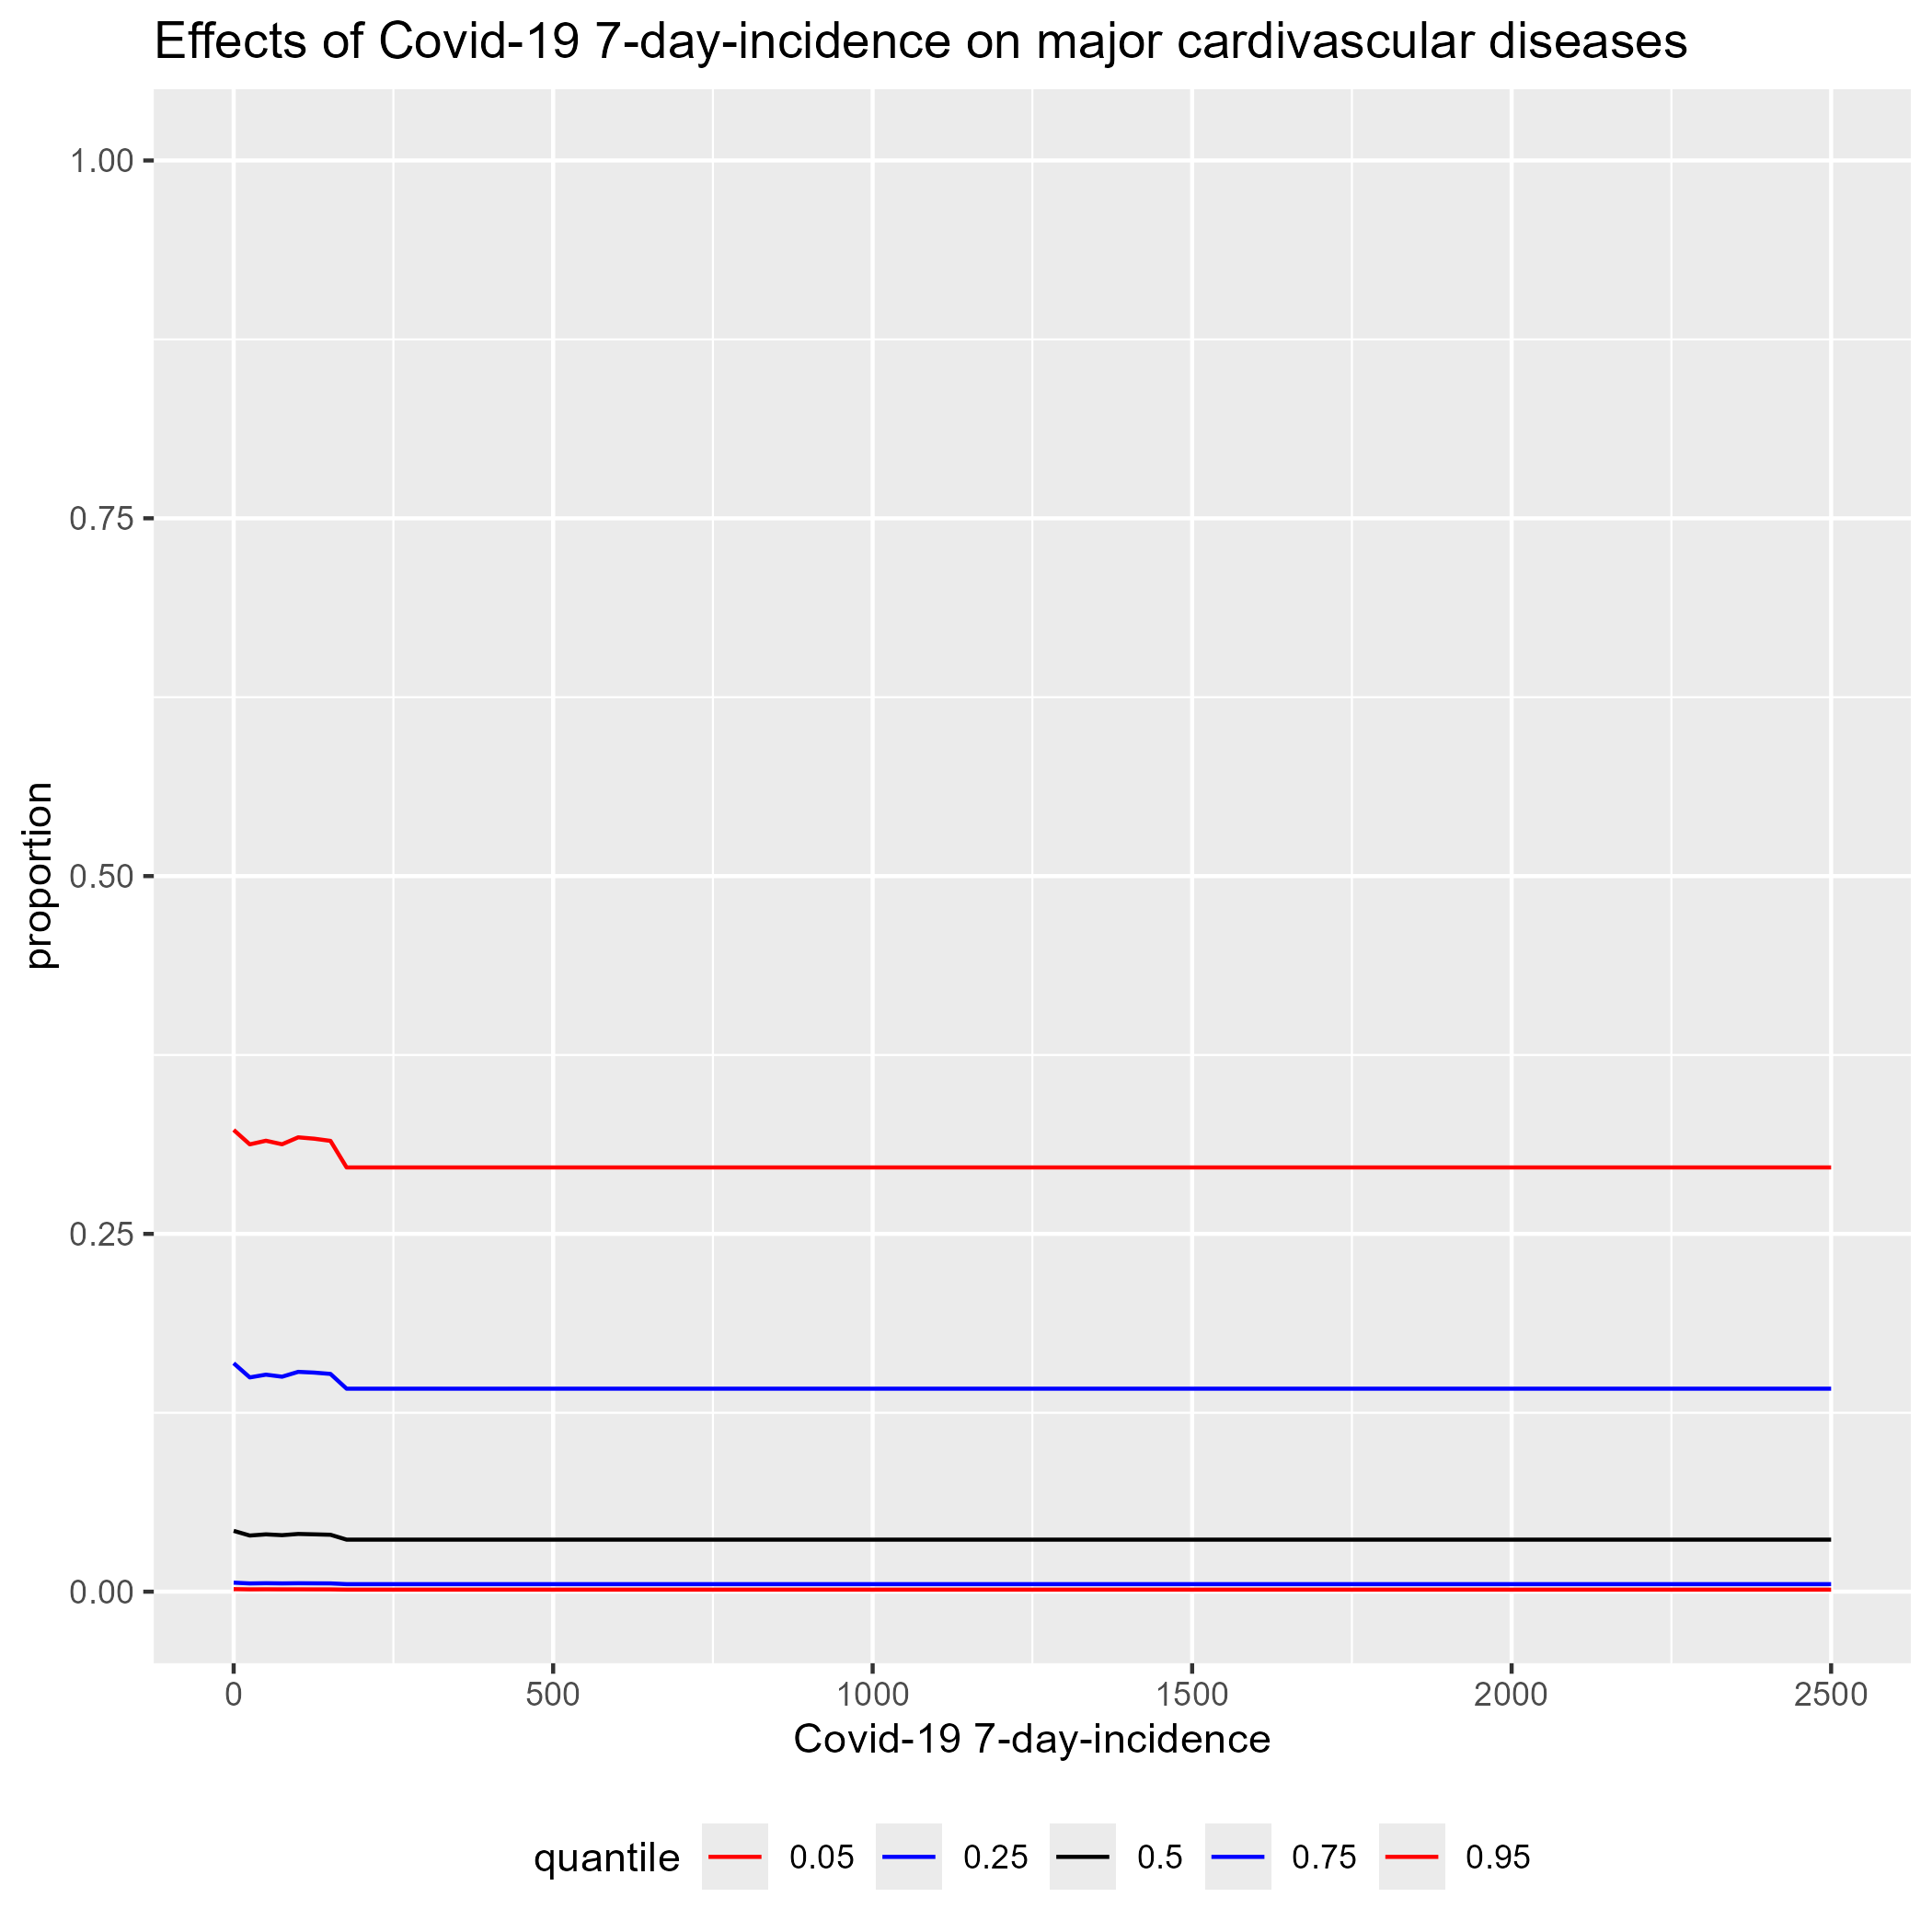 Effects of Covid-19 7-day-incidence on major cardivascular diseases
1.00
0.75
0.50
0.25
0.00
proportion
0 500 1000 1500 2000 2500
Covid-19 7-day-incidence
quantile 0.05 0.25 0.5 0.75 0.95